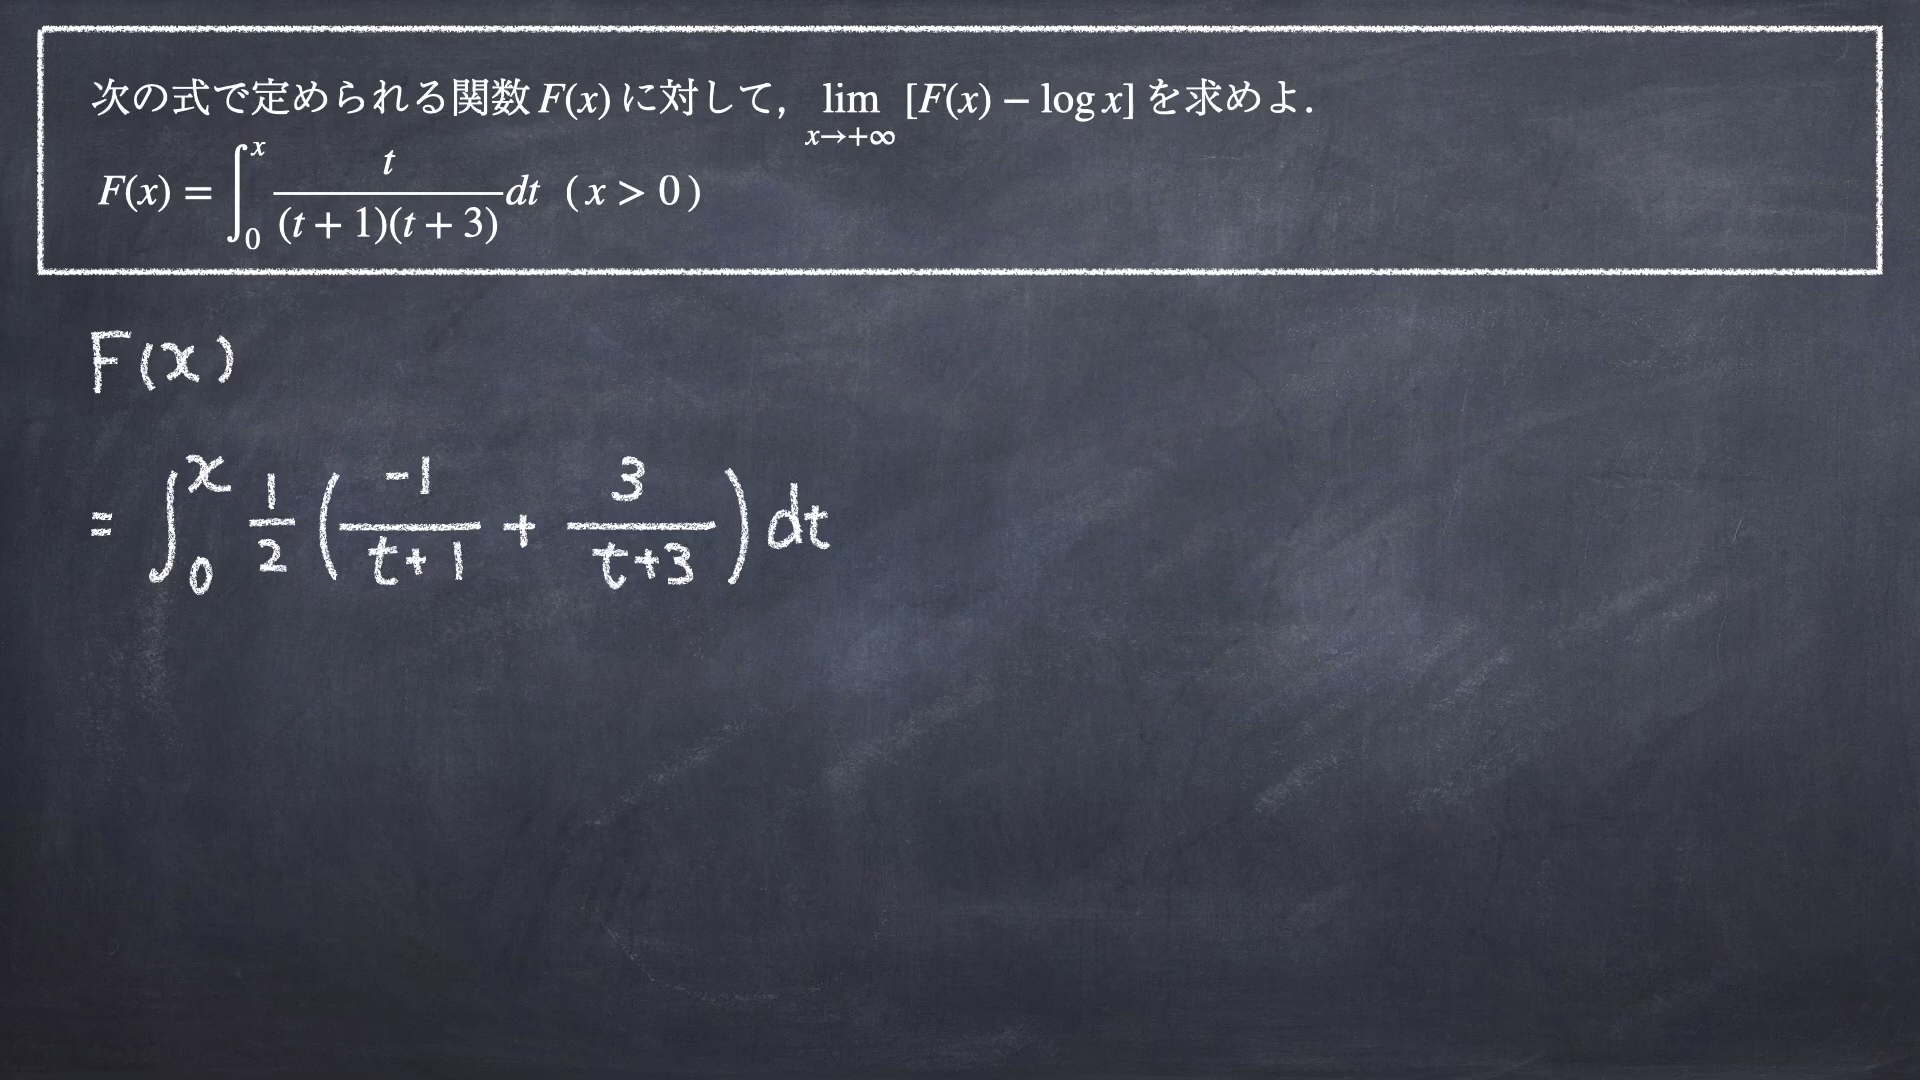 次の式で定められる関数 F(x) に対して, lim_{x→+∞} [F(x) − log x] を求めよ.
F(x) = ∫_0^x t/((t + 1)(t + 3)) dt ( x > 0 )
F(x)
= ∫_0^x 1/2 ( -1/(t+1) + 3/(t+3) ) dt